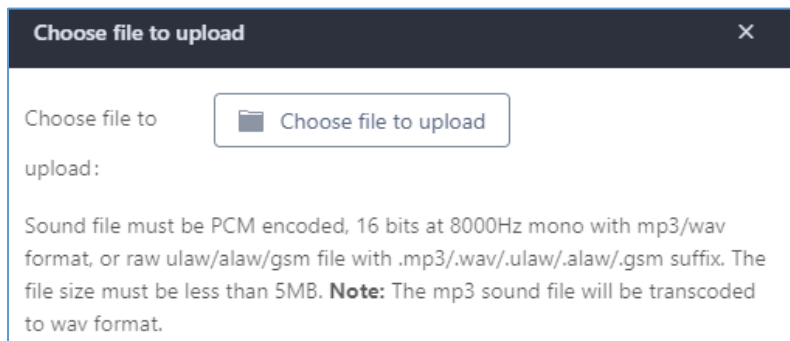 Choose file to upload ×
Choose file to
Choose file to upload
upload:
Sound file must be PCM encoded, 16 bits at 8000Hz mono with mp3/wav
format, or raw ulaw/alaw/gsm file with .mp3/.wav/.ulaw/.alaw/.gsm suffix. The
file size must be less than 5MB. Note: The mp3 sound file will be transcoded
to wav format.